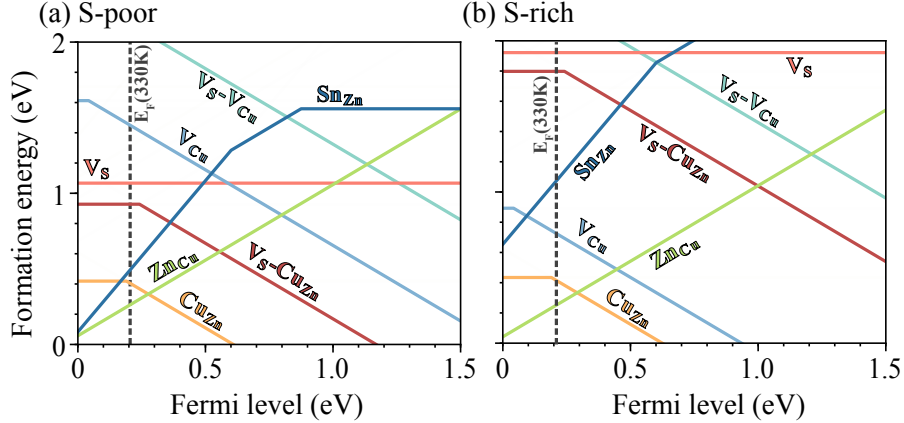 (a) S-poor
(b) S-rich
Formation energy (eV)
2
1
0
E_F(330K)
V_S-V_Cu
Sn_Zn
V_Cu
V_S
Zn_Cu
V_S-Cu_Zn
Cu_Zn
0
0.5
1.0
1.5
Fermi level (eV)
E_F(330K)
V_S
V_S-V_Cu
V_S-Cu_Zn
Sn_Zn
V_Cu
Zn_Cu
Cu_Zn
0
0.5
1.0
1.5
Fermi level (eV)